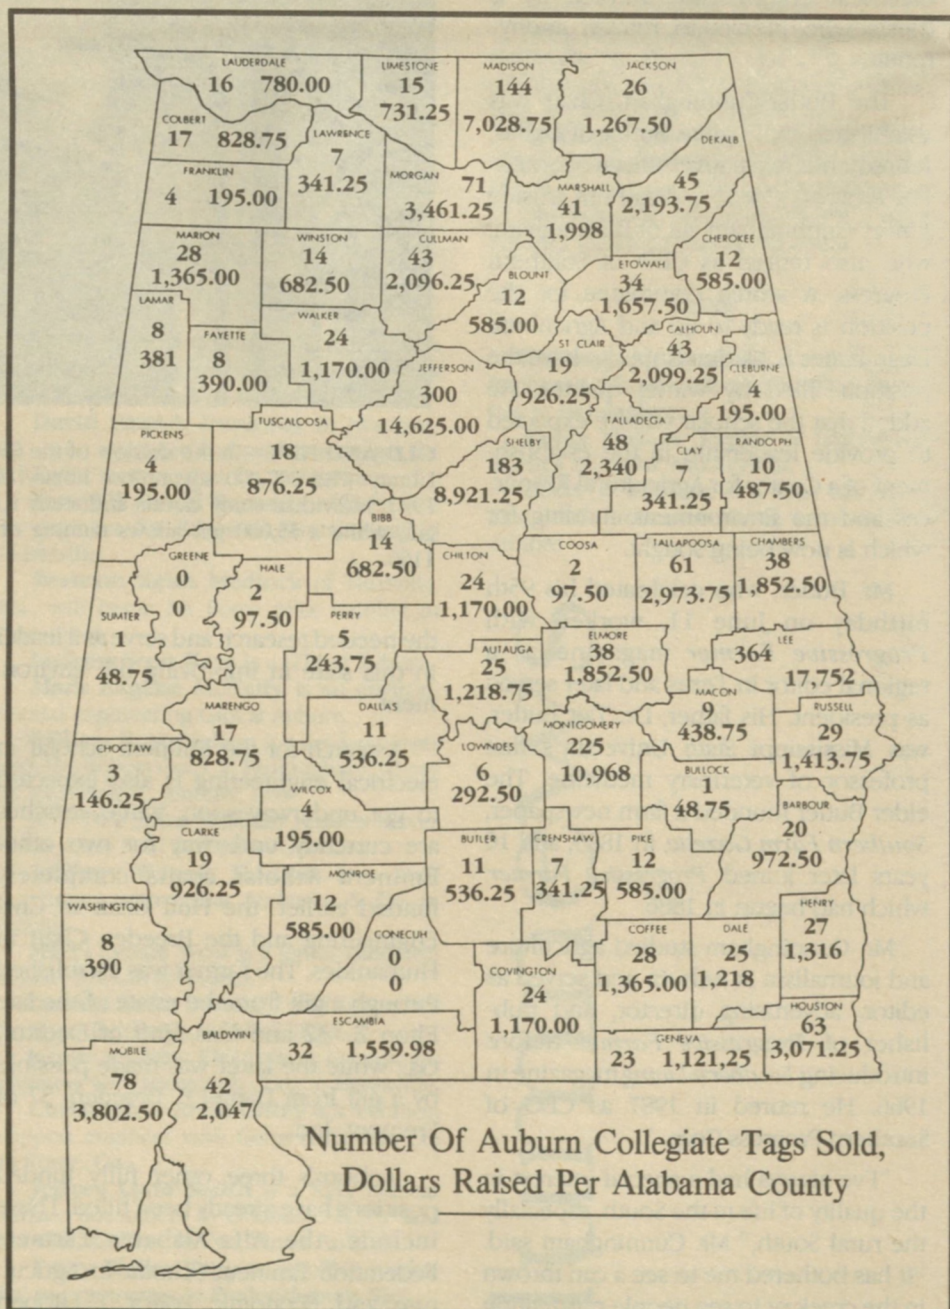 LAUDERDALE
16 780.00
LIMESTONE
15
731.25
MADISON
144
7,028.75
JACKSON
26
1,267.50
COLBERT
17 828.75
LAWRENCE
7
341.25
DEKALB
45
2,193.75
FRANKLIN
4 195.00
MORGAN 71
3,461.25
MARSHALL
41
1,998
MARION
28
1,365.00
WINSTON
14
682.50
CULLMAN
43
2,096.25
BLOUNT
12
585.00
ETOWAH
34
1,657.50
CHEROKEE
12
585.00
LAMAR
8
381
FAYETTE
8
390.00
WALKER
24
1,170.00
JEFFERSON
300
14,625.00
ST CLAIR
19
926.25
CALHOUN
43
2,099.25
CLEBURNE
4
195.00
PICKENS
4
195.00
TUSCALOOSA
18
876.25
SHELBY
183
8,921.25
TALLADEGA
48
2,340
CLAY
7
341.25
RANDOLPH
10
487.50
BIBB
14
682.50
GREENE
0
0
HALE
2
97.50
CHILTON
24
1,170.00
COOSA
2
97.50
TALLAPOOSA
61
2,973.75
CHAMBERS
38
1,852.50
SUMTER
1
48.75
PERRY
5
243.75
AUTAUGA
25
1,218.75
ELMORE
38
1,852.50
LEE
364
17,752
MACON
9
438.75
RUSSELL
29
1,413.75
MARENGO
17
828.75
DALLAS
11
536.25
LOWNDES
6
292.50
MONTGOMERY
225
10,968
BULLOCK
1
48.75
CHOCTAW
3
146.25
WILCOX
4
195.00
BARBOUR
20
972.50
CLARKE
19
926.25
BUTLER
11
536.25
CRENSHAW
7
341.25
PIKE
12
585.00
MONROE
12
585.00
WASHINGTON
8
390
CONECUH
0
0
COFFEE
28
1,365.00
DALE
25
1,218
HENRY
27
1,316
COVINGTON
24
1,170.00
HOUSTON
63
3,071.25
ESCAMBIA
32 1,559.98
GENEVA
23 1,121,25
MOBILE
78
3,802.50
BALDWIN
42
2,047
Number Of Auburn Collegiate Tags Sold,
Dollars Raised Per Alabama County